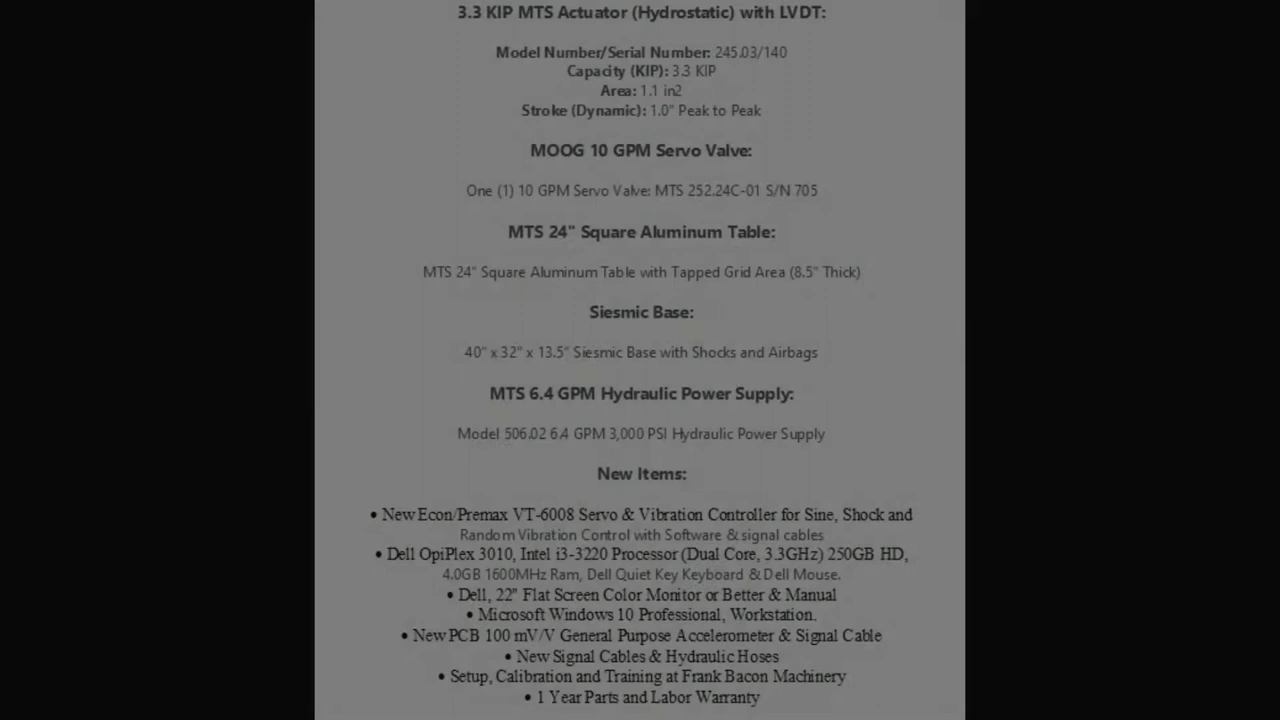 3.3 KIP MTS Actuator (Hydrostatic) with LVDT:
Model Number/Serial Number: 245.03/140
Capacity (KIP): 3.3 KIP
Area: 1.1 in2
Stroke (Dynamic): 1.0" Peak to Peak
MOOG 10 GPM Servo Valve:
One (1) 10 GPM Servo Valve: MTS 252.24C-01 S/N 705
MTS 24" Square Aluminum Table:
MTS 24" Square Aluminum Table with Tapped Grid Area (8.5" Thick)
Siesmic Base:
40" x 32" x 13.5" Siesmic Base with Shocks and Airbags
MTS 6.4 GPM Hydraulic Power Supply:
Model 506.02 6.4 GPM 3,000 PSI Hydraulic Power Supply
New Items:
• New Econ/Premax VT-6008 Servo & Vibration Controller for Sine, Shock and
Random Vibration Control with Software & signal cables
• Dell OptiPlex 3010, Intel i3-3220 Processor (Dual Core, 3.3GHz) 250GB HD,
4.0GB 1600MHz Ram, Dell Quiet Key Keyboard & Dell Mouse.
• Dell, 22" Flat Screen Color Monitor or Better & Manual
• Microsoft Windows 10 Professional, Workstation.
• New PCB 100 mV/V General Purpose Accelerometer & Signal Cable
• New Signal Cables & Hydraulic Hoses
• Setup, Calibration and Training at Frank Bacon Machinery
• 1 Year Parts and Labor Warranty